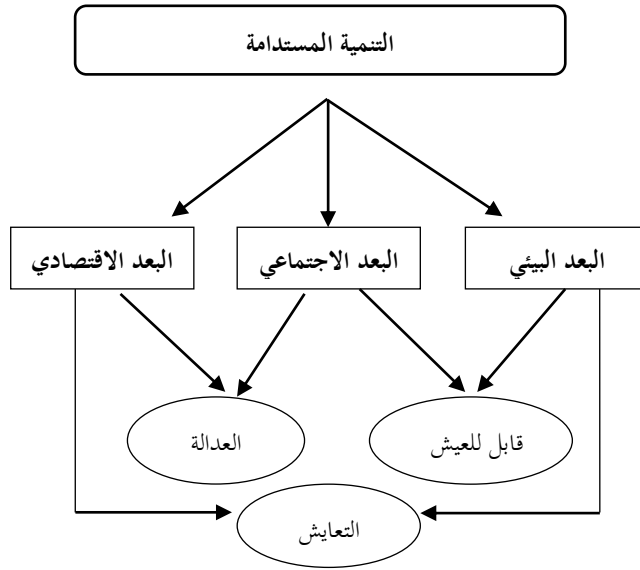 التنمية المستدامة
البعد البيئي
البعد الاجتماعي
البعد الاقتصادي
قابل للعيش
العدالة
التعايش